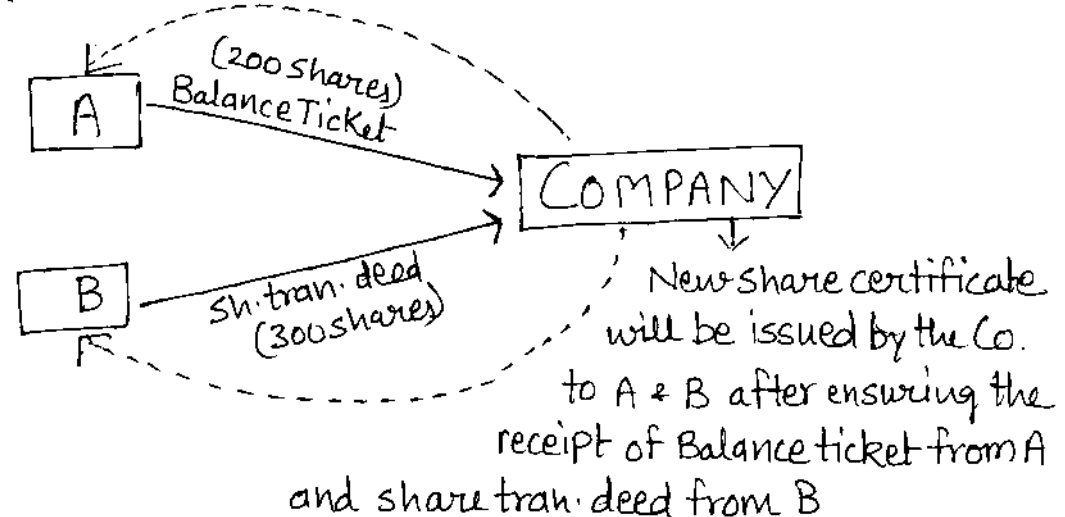 (200 shares)
Balance Ticket
A
COMPANY
B
Sh. tran. deed
(300 shares)
New share certificate
will be issued by the Co.
to A & B after ensuring the
receipt of Balance ticket from A
and share tran. deed from B